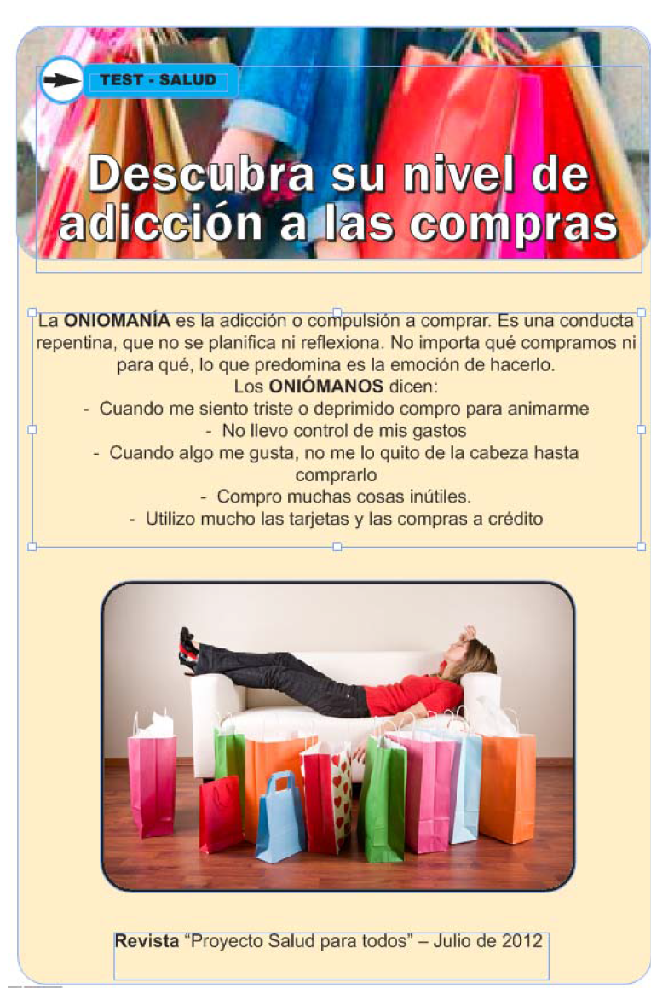 TEST - SALUD
Descubra su nivel de
adicción a las compras
La ONIOMANÍA es la adicción o compulsión a comprar. Es una conducta
repentina, que no se planifica ni reflexiona. No importa qué compramos ni
para qué, lo que predomina es la emoción de hacerlo.
Los ONIÓMANOS dicen:
- Cuando me siento triste o deprimido compro para animarme
- No llevo control de mis gastos
- Cuando algo me gusta, no me lo quito de la cabeza hasta
comprarlo
- Compro muchas cosas inútiles.
- Utilizo mucho las tarjetas y las compras a crédito
Revista “Proyecto Salud para todos” – Julio de 2012